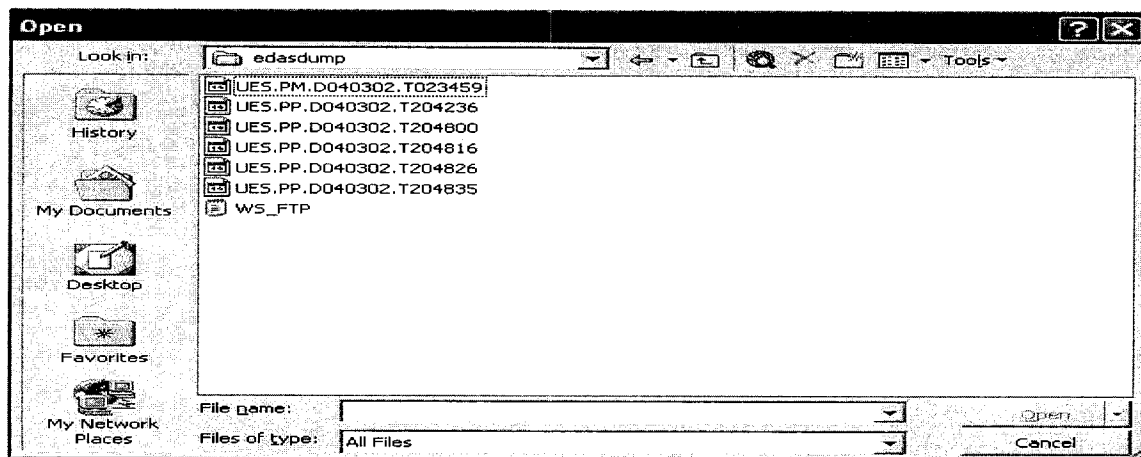 Open
Look in: edasdump Tools
UES.PM.D040302.T023459
UES.PP.D040302.T204236
UES.PP.D040302.T204800
UES.PP.D040302.T204816
UES.PP.D040302.T204826
UES.PP.D040302.T204835
WS_FTP
History
My Documents
Desktop
Favorites
My Network
Places
File name: Open
Files of type: All Files Cancel